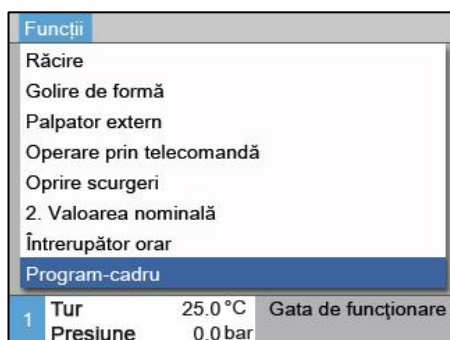 Funcții
Răcire
Golire de formă
Palpator extern
Operare prin telecomandă
Oprire scurgeri
2. Valoarea nominală
Întrerupător orar
Program-cadru
1 Tur 25.0 °C Gata de funcţionare
Presiune 0.0 bar